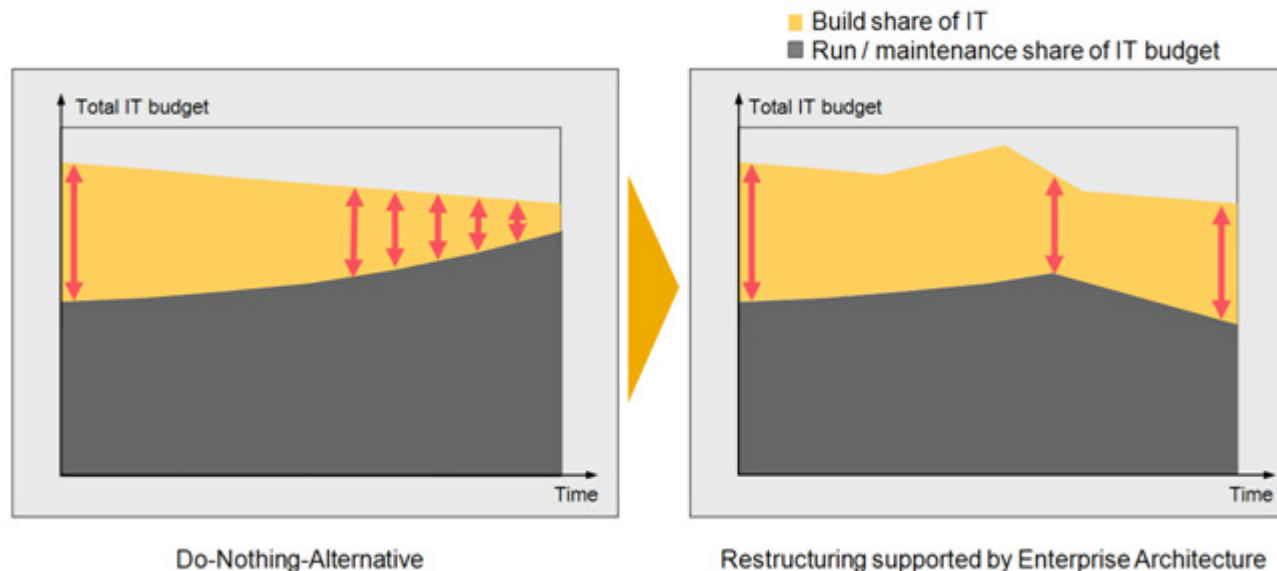 Build share of IT
Run / maintenance share of IT budget
Total IT budget
Time
Do-Nothing-Alternative
Total IT budget
Time
Restructuring supported by Enterprise Architecture